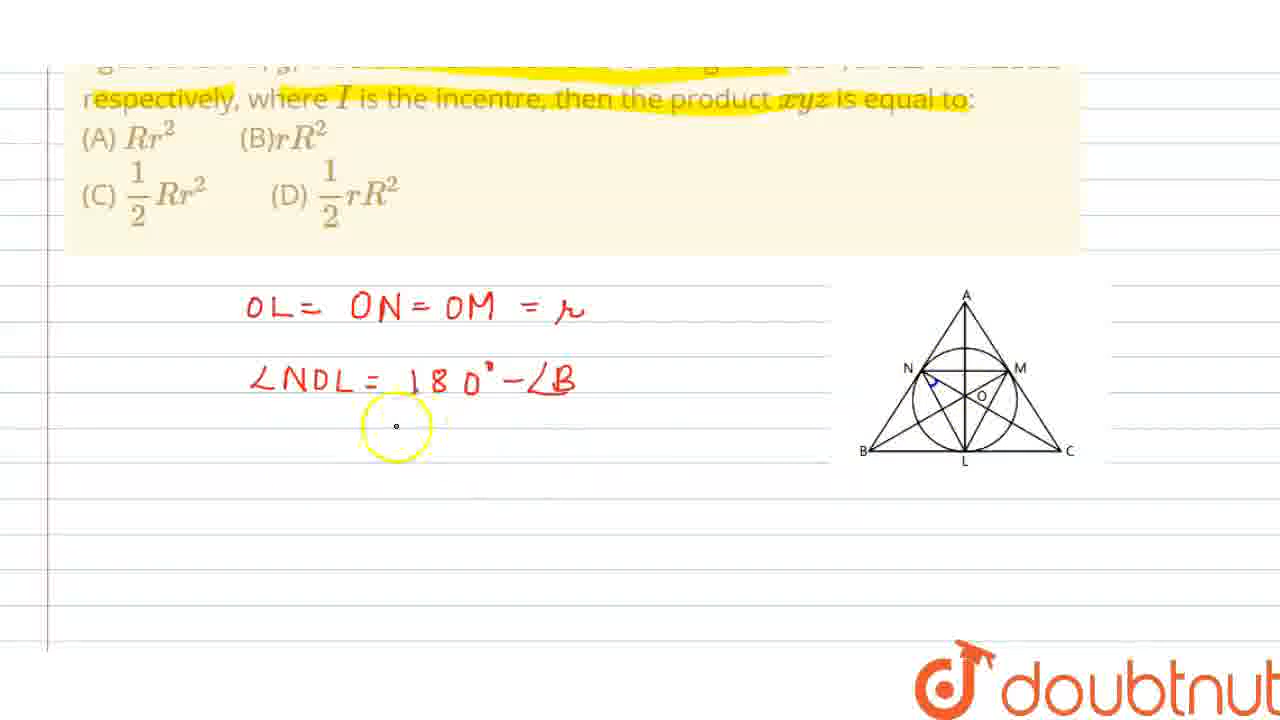 respectively, where I is the incentre, then the product xyz is equal to:
(A) Rr² (B)rR²
(C) 1/2 Rr² (D) 1/2 rR²
OL = ON = OM = r
∠NOL = 180° - ∠B
A
N M
O
B C
L
doubtnut